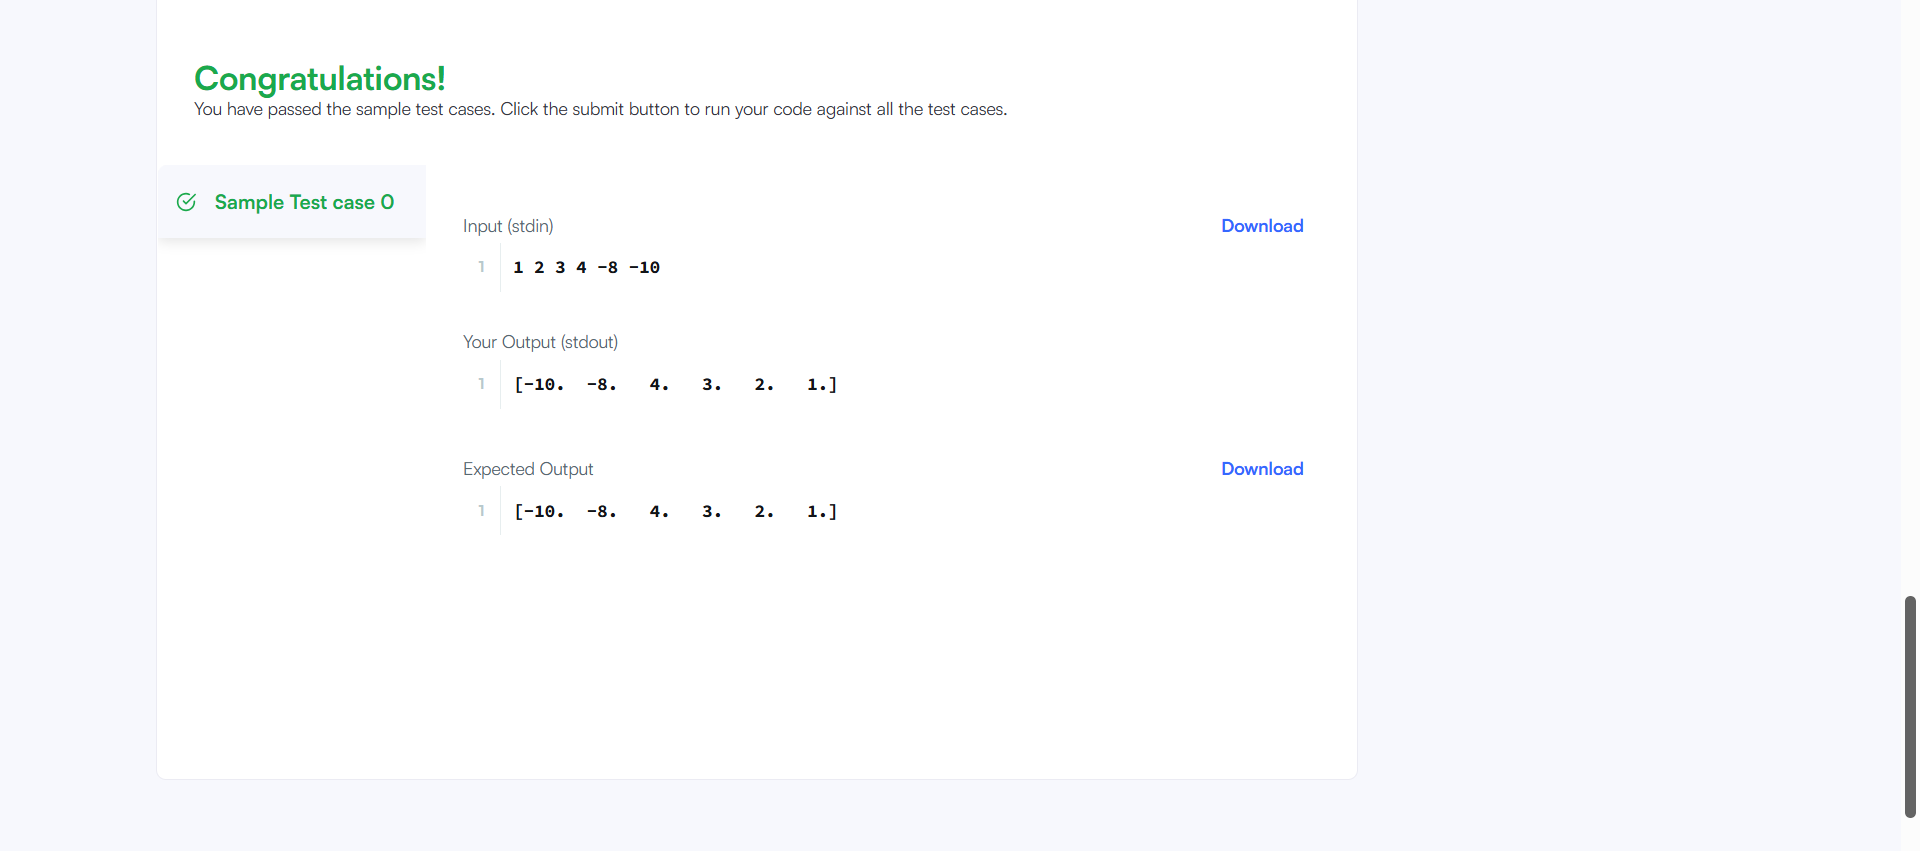 Congratulations!
You have passed the sample test cases. Click the submit button to run your code against all the test cases.
Sample Test case 0
Input (stdin)
Download
1 1 2 3 4 -8 -10
Your Output (stdout)
1 [-10.  -8.   4.   3.   2.   1.]
Expected Output
Download
1 [-10.  -8.   4.   3.   2.   1.]